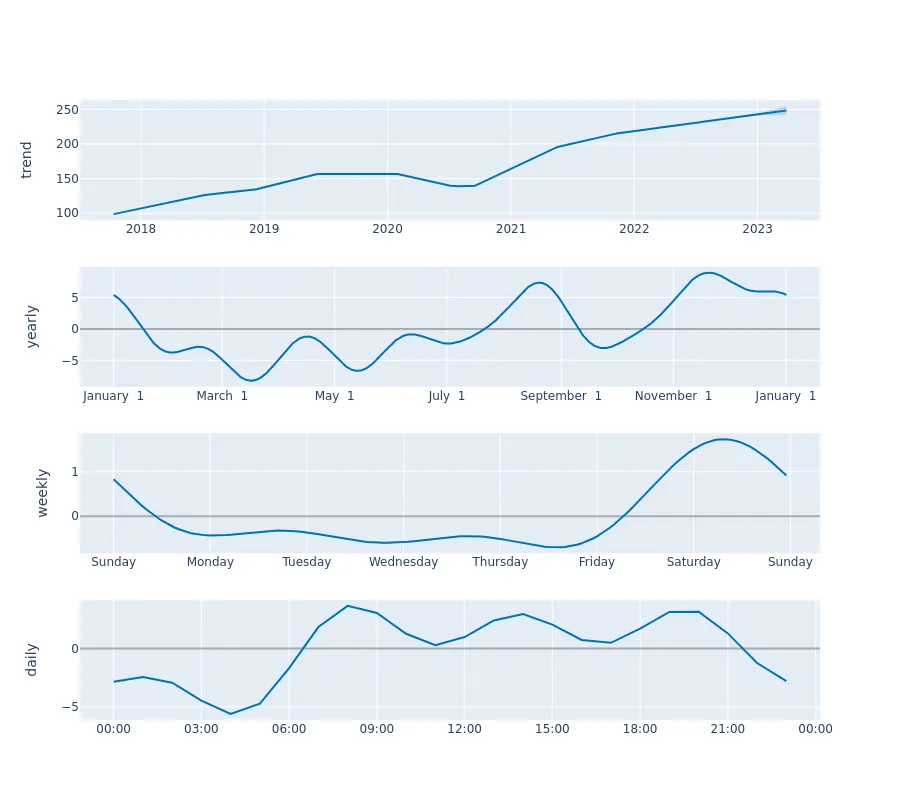 trend
250
200
150
100
2018 2019 2020 2021 2022 2023
yearly
5
0
−5
January 1 March 1 May 1 July 1 September 1 November 1 January 1
weekly
1
0
Sunday Monday Tuesday Wednesday Thursday Friday Saturday Sunday
daily
0
−5
00:00 03:00 06:00 09:00 12:00 15:00 18:00 21:00 00:00